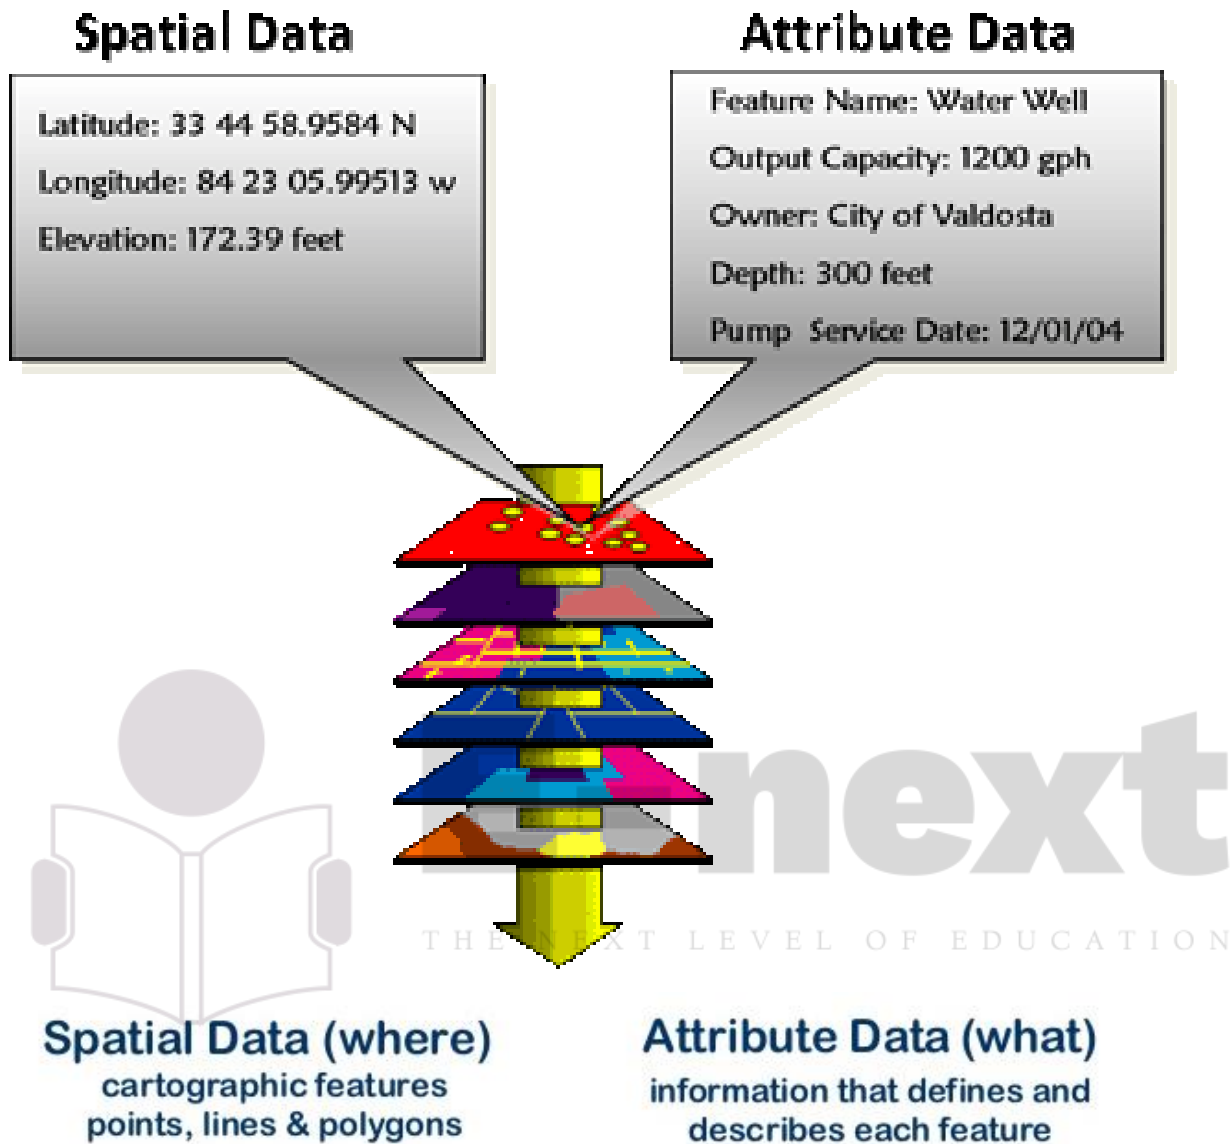 Spatial Data
Attribute Data
Latitude: 33 44 58.9584 N
Longitude: 84 23 05.99513 w
Elevation: 172.39 feet
Feature Name: Water Well
Output Capacity: 1200 gph
Owner: City of Valdosta
Depth: 300 feet
Pump Service Date: 12/01/04
next
THE NEXT LEVEL OF EDUCATION
Spatial Data (where)
cartographic features
points, lines & polygons
Attribute Data (what)
information that defines and
describes each feature